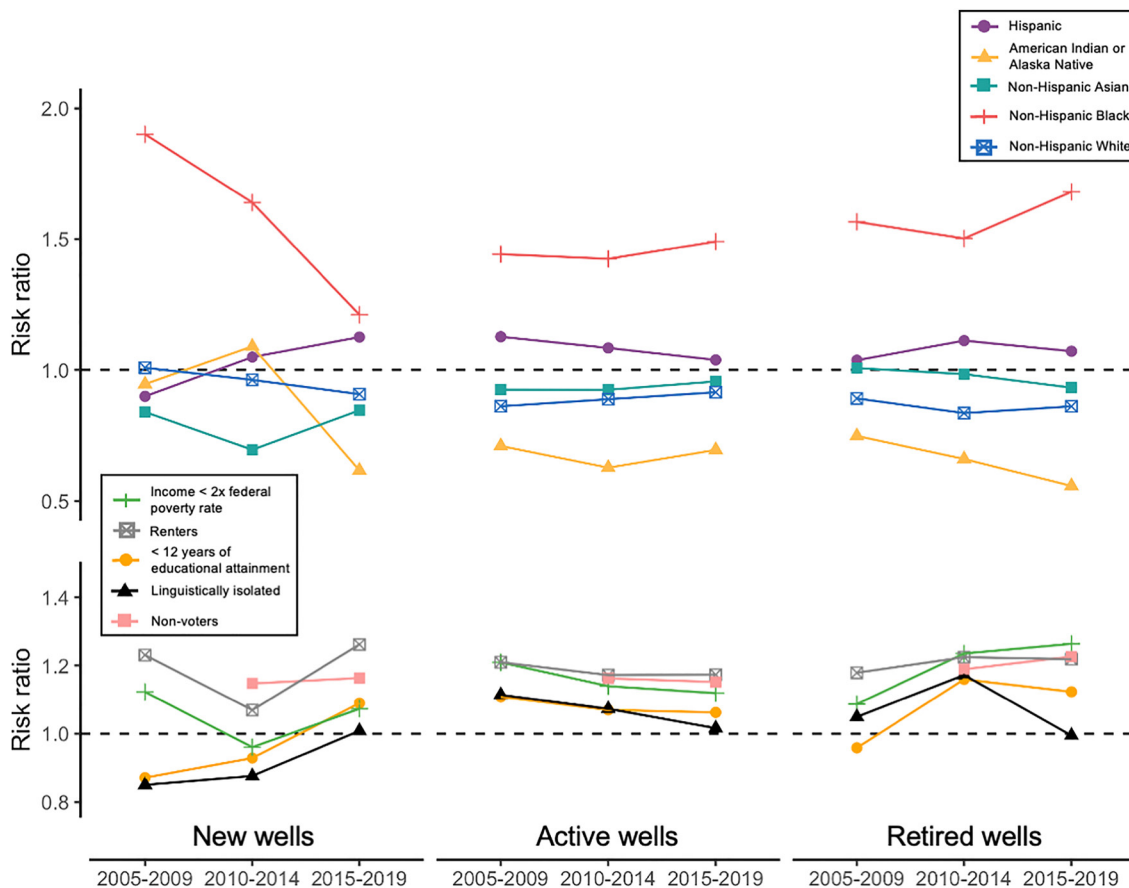 Hispanic
American Indian or
Alaska Native
Non-Hispanic Asian
Non-Hispanic Black
Non-Hispanic White
Risk ratio
2.0
1.5
1.0
0.5
Income < 2x federal
poverty rate
Renters
< 12 years of
educational attainment
Linguistically isolated
Non-voters
Risk ratio
1.4
1.2
1.0
0.8
New wells
Active wells
Retired wells
2005-2009 2010-2014 2015-2019
2005-2009 2010-2014 2015-2019
2005-2009 2010-2014 2015-2019